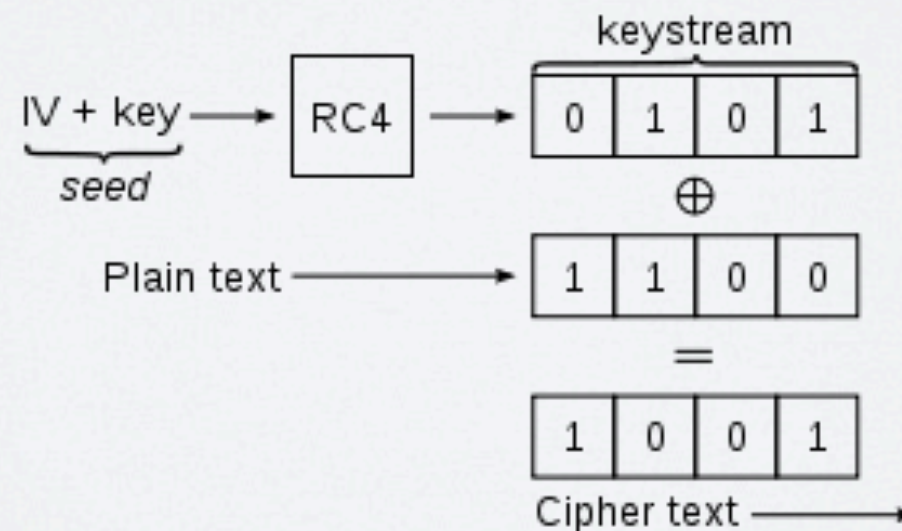 keystream
IV + key
RC4
0 1 0 1
seed
⊕
Plain text
1 1 0 0
=
1 0 0 1
Cipher text